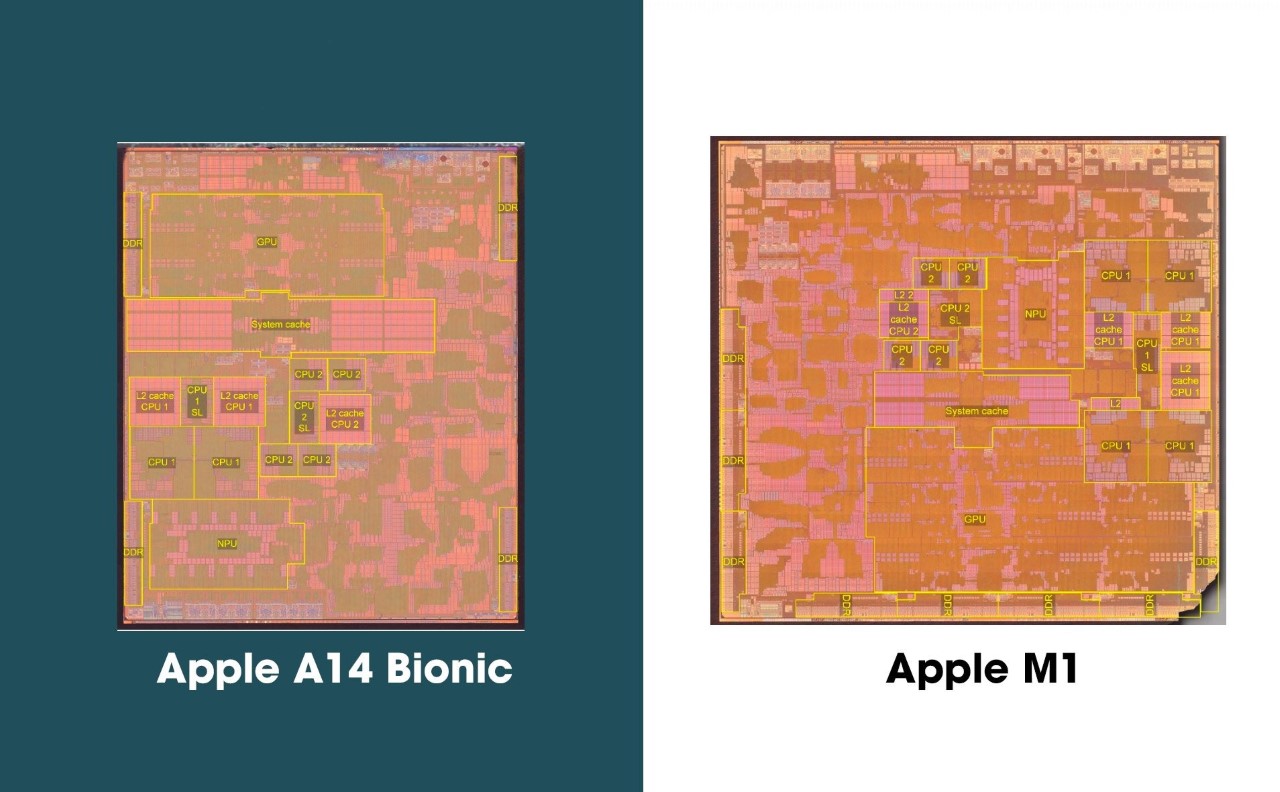 DDR
DDR
GPU
System cache
CPU 2
CPU 2
L2 cache
CPU 1
CPU
1
SL
L2 cache
CPU 1
CPU
2
SL
L2 cache
CPU 2
CPU 1
CPU 1
CPU 2
CPU 2
DDR
NPU
DDR
Apple A14 Bionic
CPU
2
CPU
2
CPU 1
CPU 1
L2 2
L2
cache
CPU 2
CPU 2
SL
NPU
L2
cache
CPU 1
CPU
1
SL
L2
cache
CPU 1
CPU
2
CPU
2
DDR
L2
cache
CPU 1
System cache
L2
CPU 1
CPU 1
DDR
GPU
DDR
DDR
DDR
DDR
DDR
DDR
Apple M1